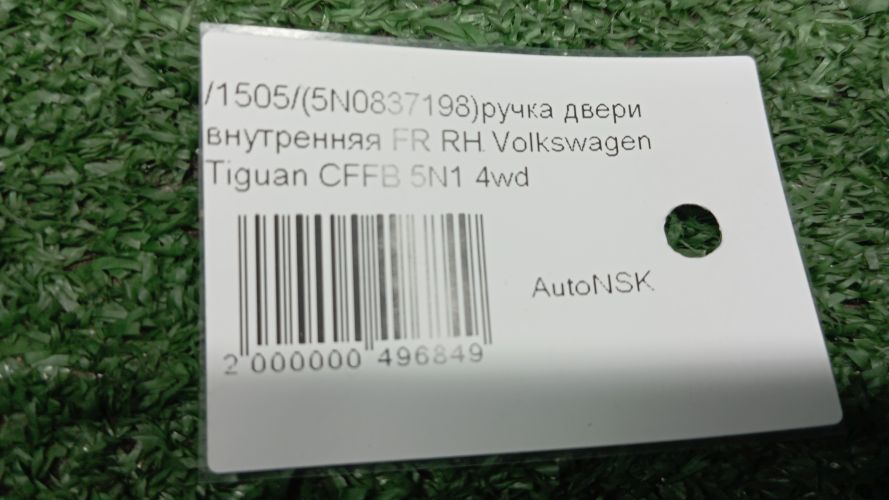 /1505/(5N0837198)ручка двери
внутренняя FR RH Volkswagen
Tiguan CFFB 5N1 4wd
AutoNSK
2 000000 496849